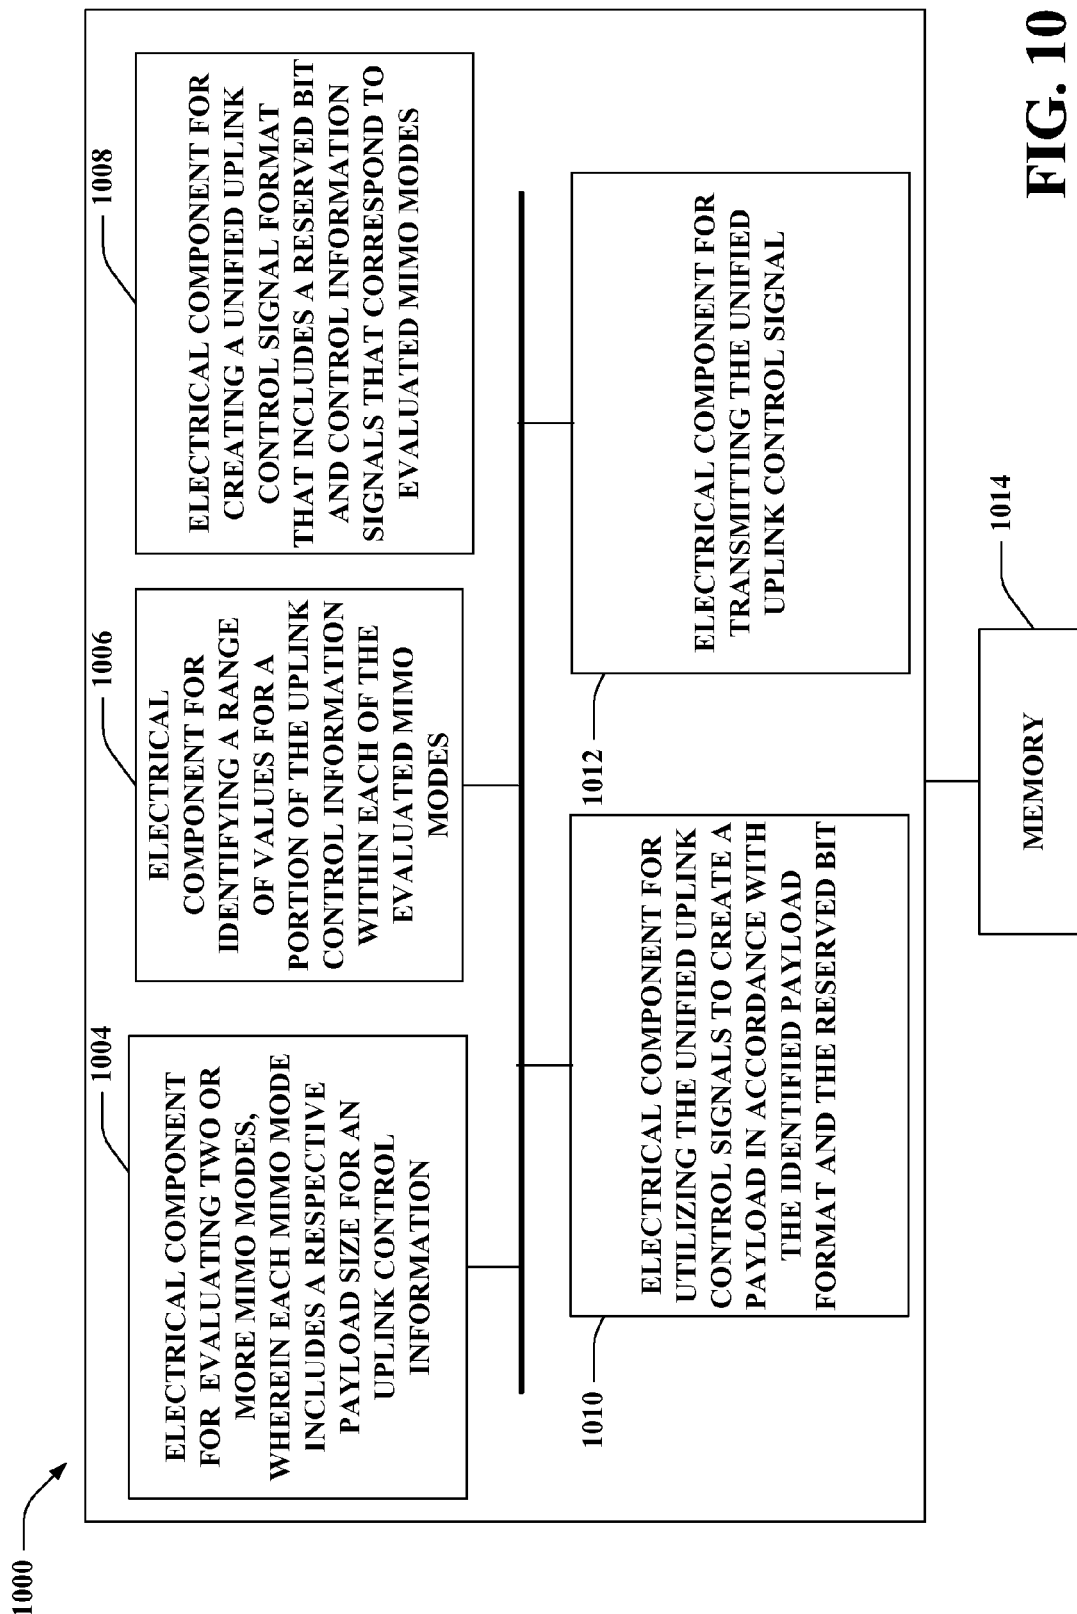 1000
1004
ELECTRICAL COMPONENT
FOR EVALUATING TWO OR
MORE MIMO MODES,
WHEREIN EACH MIMO MODE
INCLUDES A RESPECTIVE
PAYLOAD SIZE FOR AN
UPLINK CONTROL
INFORMATION
1006
ELECTRICAL
COMPONENT FOR
IDENTIFYING A RANGE
OF VALUES FOR A
PORTION OF THE UPLINK
CONTROL INFORMATION
WITHIN EACH OF THE
EVALUATED MIMO
MODES
1008
ELECTRICAL COMPONENT FOR
CREATING A UNIFIED UPLINK
CONTROL SIGNAL FORMAT
THAT INCLUDES A RESERVED BIT
AND CONTROL INFORMATION
SIGNALS THAT CORRESPOND TO
EVALUATED MIMO MODES
1010
ELECTRICAL COMPONENT FOR
UTILIZING THE UNIFIED UPLINK
CONTROL SIGNALS TO CREATE A
PAYLOAD IN ACCORDANCE WITH
THE IDENTIFIED PAYLOAD
FORMAT AND THE RESERVED BIT
1012
ELECTRICAL COMPONENT FOR
TRANSMITTING THE UNIFIED
UPLINK CONTROL SIGNAL
1014
MEMORY
FIG. 10